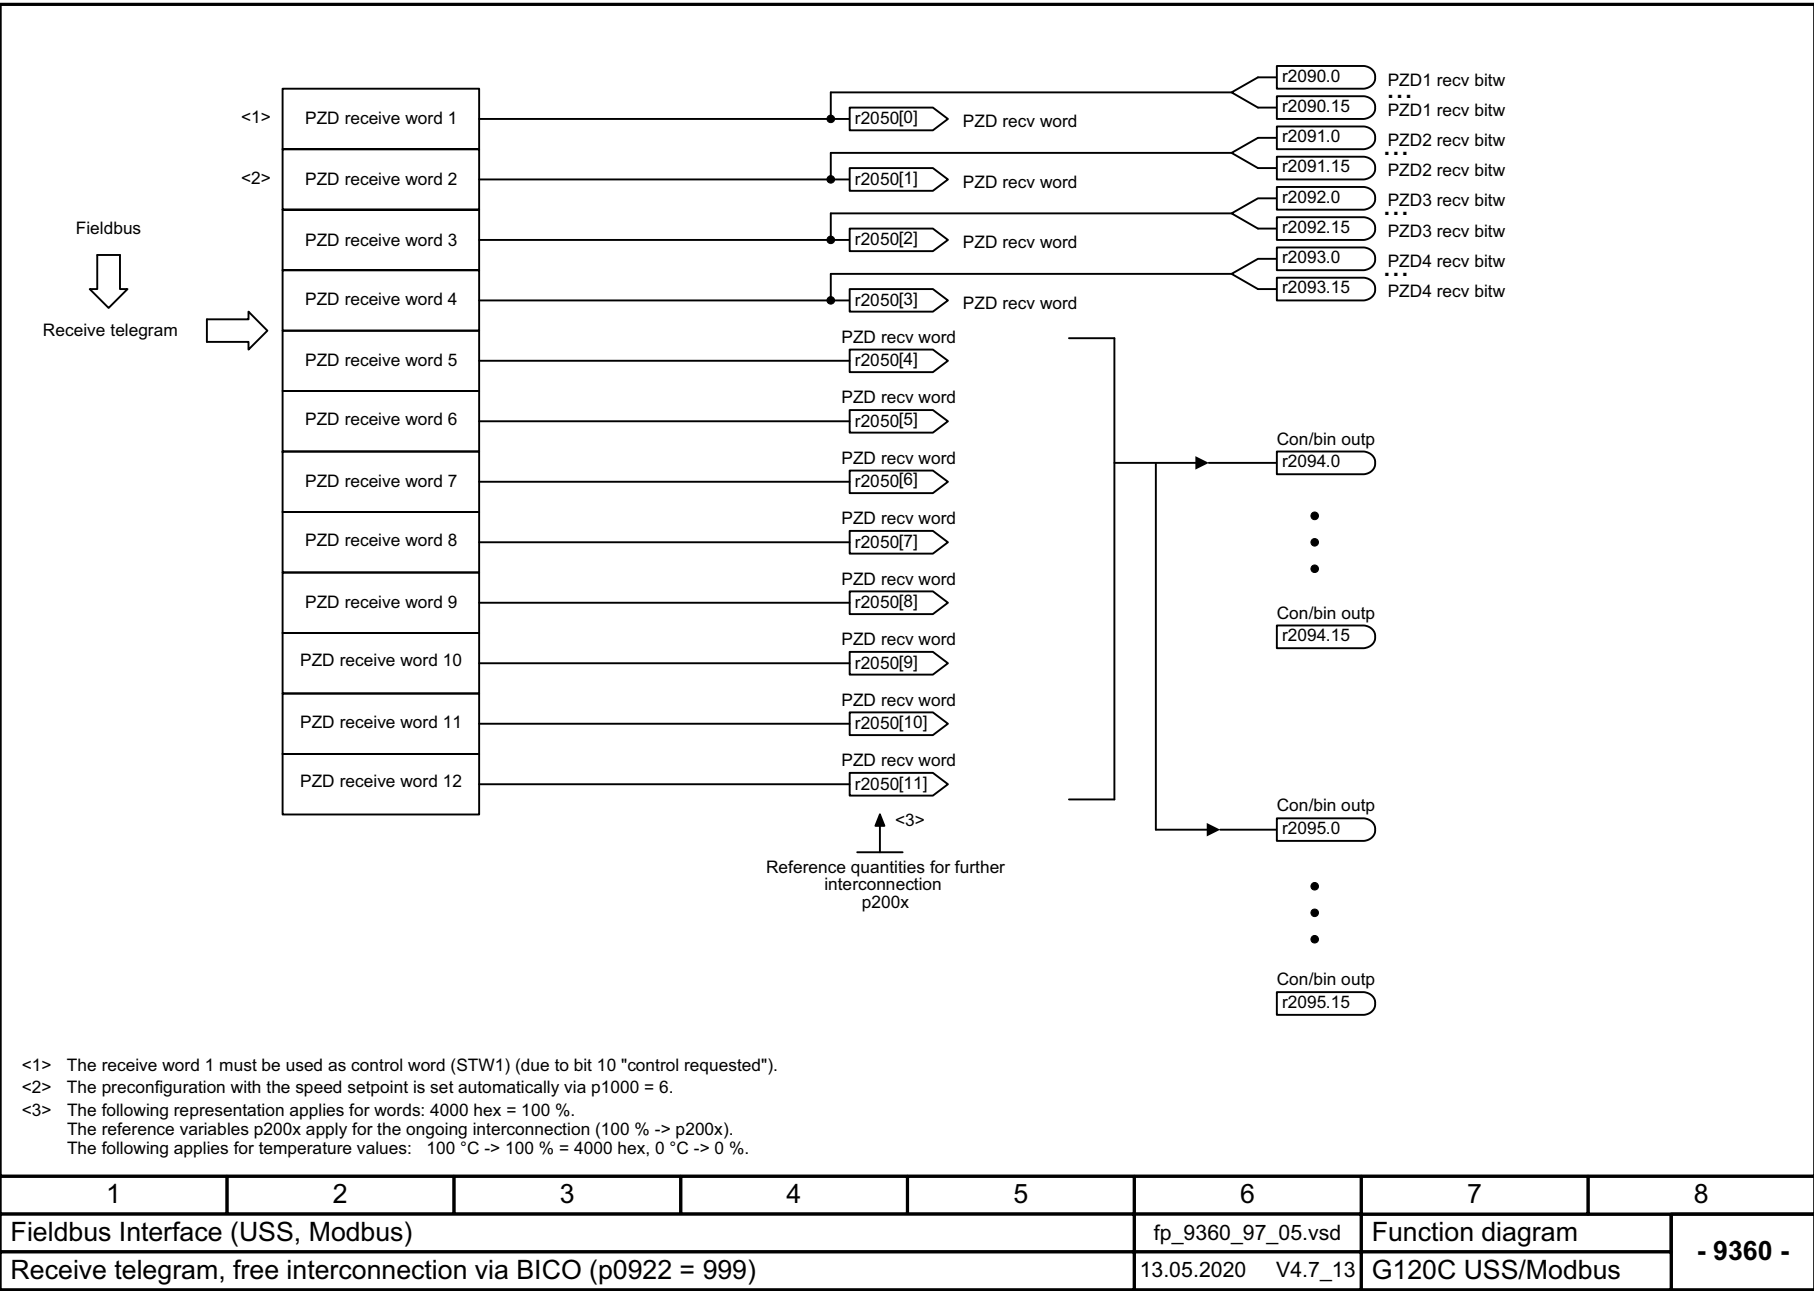 r2090.0
PZD1 recv bitw
...
<1>
PZD receive word 1
r2050[0]
PZD recv word
r2090.15
PZD1 recv bitw
r2091.0
PZD2 recv bitw
...
<2>
PZD receive word 2
r2050[1]
PZD recv word
r2091.15
PZD2 recv bitw
r2092.0
PZD3 recv bitw
...
Fieldbus
PZD receive word 3
r2050[2]
PZD recv word
r2092.15
PZD3 recv bitw
r2093.0
PZD4 recv bitw
...
PZD receive word 4
r2050[3]
PZD recv word
r2093.15
PZD4 recv bitw
Receive telegram
PZD recv word
PZD receive word 5
r2050[4]
PZD recv word
PZD receive word 6
r2050[5]
Con/bin outp
r2094.0
PZD recv word
PZD receive word 7
r2050[6]
PZD recv word
PZD receive word 8
r2050[7]
PZD recv word
PZD receive word 9
r2050[8]
Con/bin outp
r2094.15
PZD recv word
PZD receive word 10
r2050[9]
PZD recv word
PZD receive word 11
r2050[10]
PZD recv word
PZD receive word 12
r2050[11]
Con/bin outp
r2095.0
<3>
Reference quantities for further
interconnection
p200x
Con/bin outp
r2095.15
<1> The receive word 1 must be used as control word (STW1) (due to bit 10 "control requested").
<2> The preconfiguration with the speed setpoint is set automatically via p1000 = 6.
<3> The following representation applies for words: 4000 hex = 100 %.
The reference variables p200x apply for the ongoing interconnection (100 % -> p200x).
The following applies for temperature values: 100 °C -> 100 % = 4000 hex, 0 °C -> 0 %.
1 2 3 4 5 6 7 8
Fieldbus Interface (USS, Modbus)
fp_9360_97_05.vsd
Function diagram
- 9360 -
Receive telegram, free interconnection via BICO (p0922 = 999)
13.05.2020 V4.7_13
G120C USS/Modbus